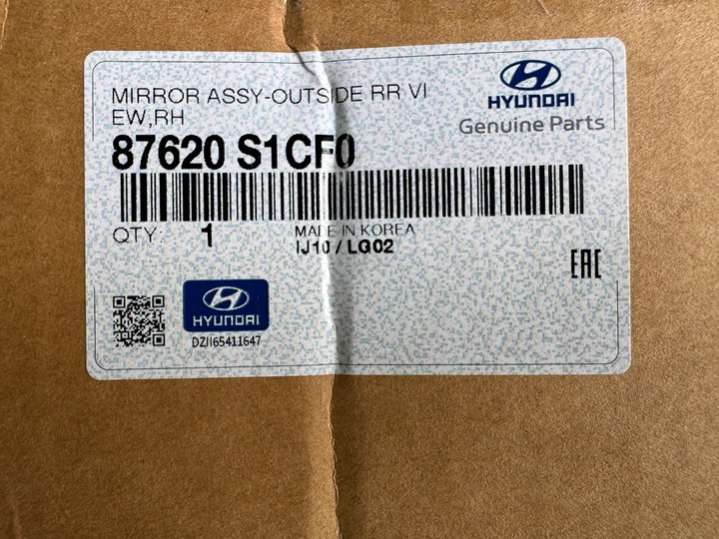 MIRROR ASSY-OUTSIDE RR VI
EW,RH
HYUNDAI
Genuine Parts
87620 S1CF0
QTY: 1
MADE IN KOREA
IJ10 / LG02
EAC
HYUNDAI
DZJI65411647